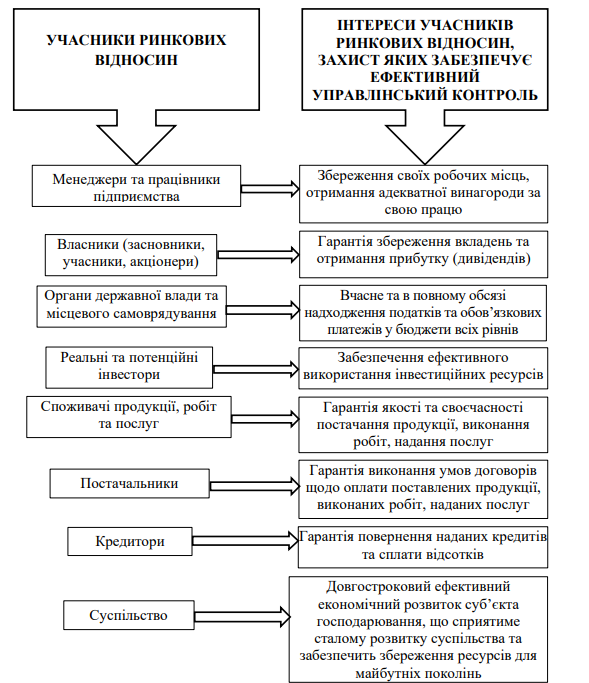 УЧАСНИКИ РИНКОВИХ
ВІДНОСИН
ІНТЕРЕСИ УЧАСНИКІВ
РИНКОВИХ ВІДНОСИН,
ЗАХИСТ ЯКИХ ЗАБЕЗПЕЧУЄ
ЕФЕКТИВНИЙ
УПРАВЛІНСЬКИЙ КОНТРОЛЬ
Менеджери та працівники
підприємства
Збереження своїх робочих місць,
отримання адекватної винагороди за
свою працю
Власники (засновники,
учасники, акціонери)
Гарантія збереження вкладень та
отримання прибутку (дивідендів)
Органи державної влади та
місцевого самоврядування
Вчасне та в повному обсязі
надходження податків та обов’язкових
платежів у бюджети всіх рівнів
Реальні та потенційні
інвестори
Забезпечення ефективного
використання інвестиційних ресурсів
Споживачі продукції, робіт
та послуг
Гарантія якості та своєчасності
постачання продукції, виконання
робіт, надання послуг
Постачальники
Гарантія виконання умов договорів
щодо оплати поставлених продукції,
виконаних робіт, наданих послуг
Кредитори
Гарантія повернення наданих кредитів
та сплати відсотків
Суспільство
Довгостроковий ефективний
економічний розвиток суб’єкта
господарювання, що сприятиме
сталому розвитку суспільства та
забезпечить збереження ресурсів для
майбутніх поколінь